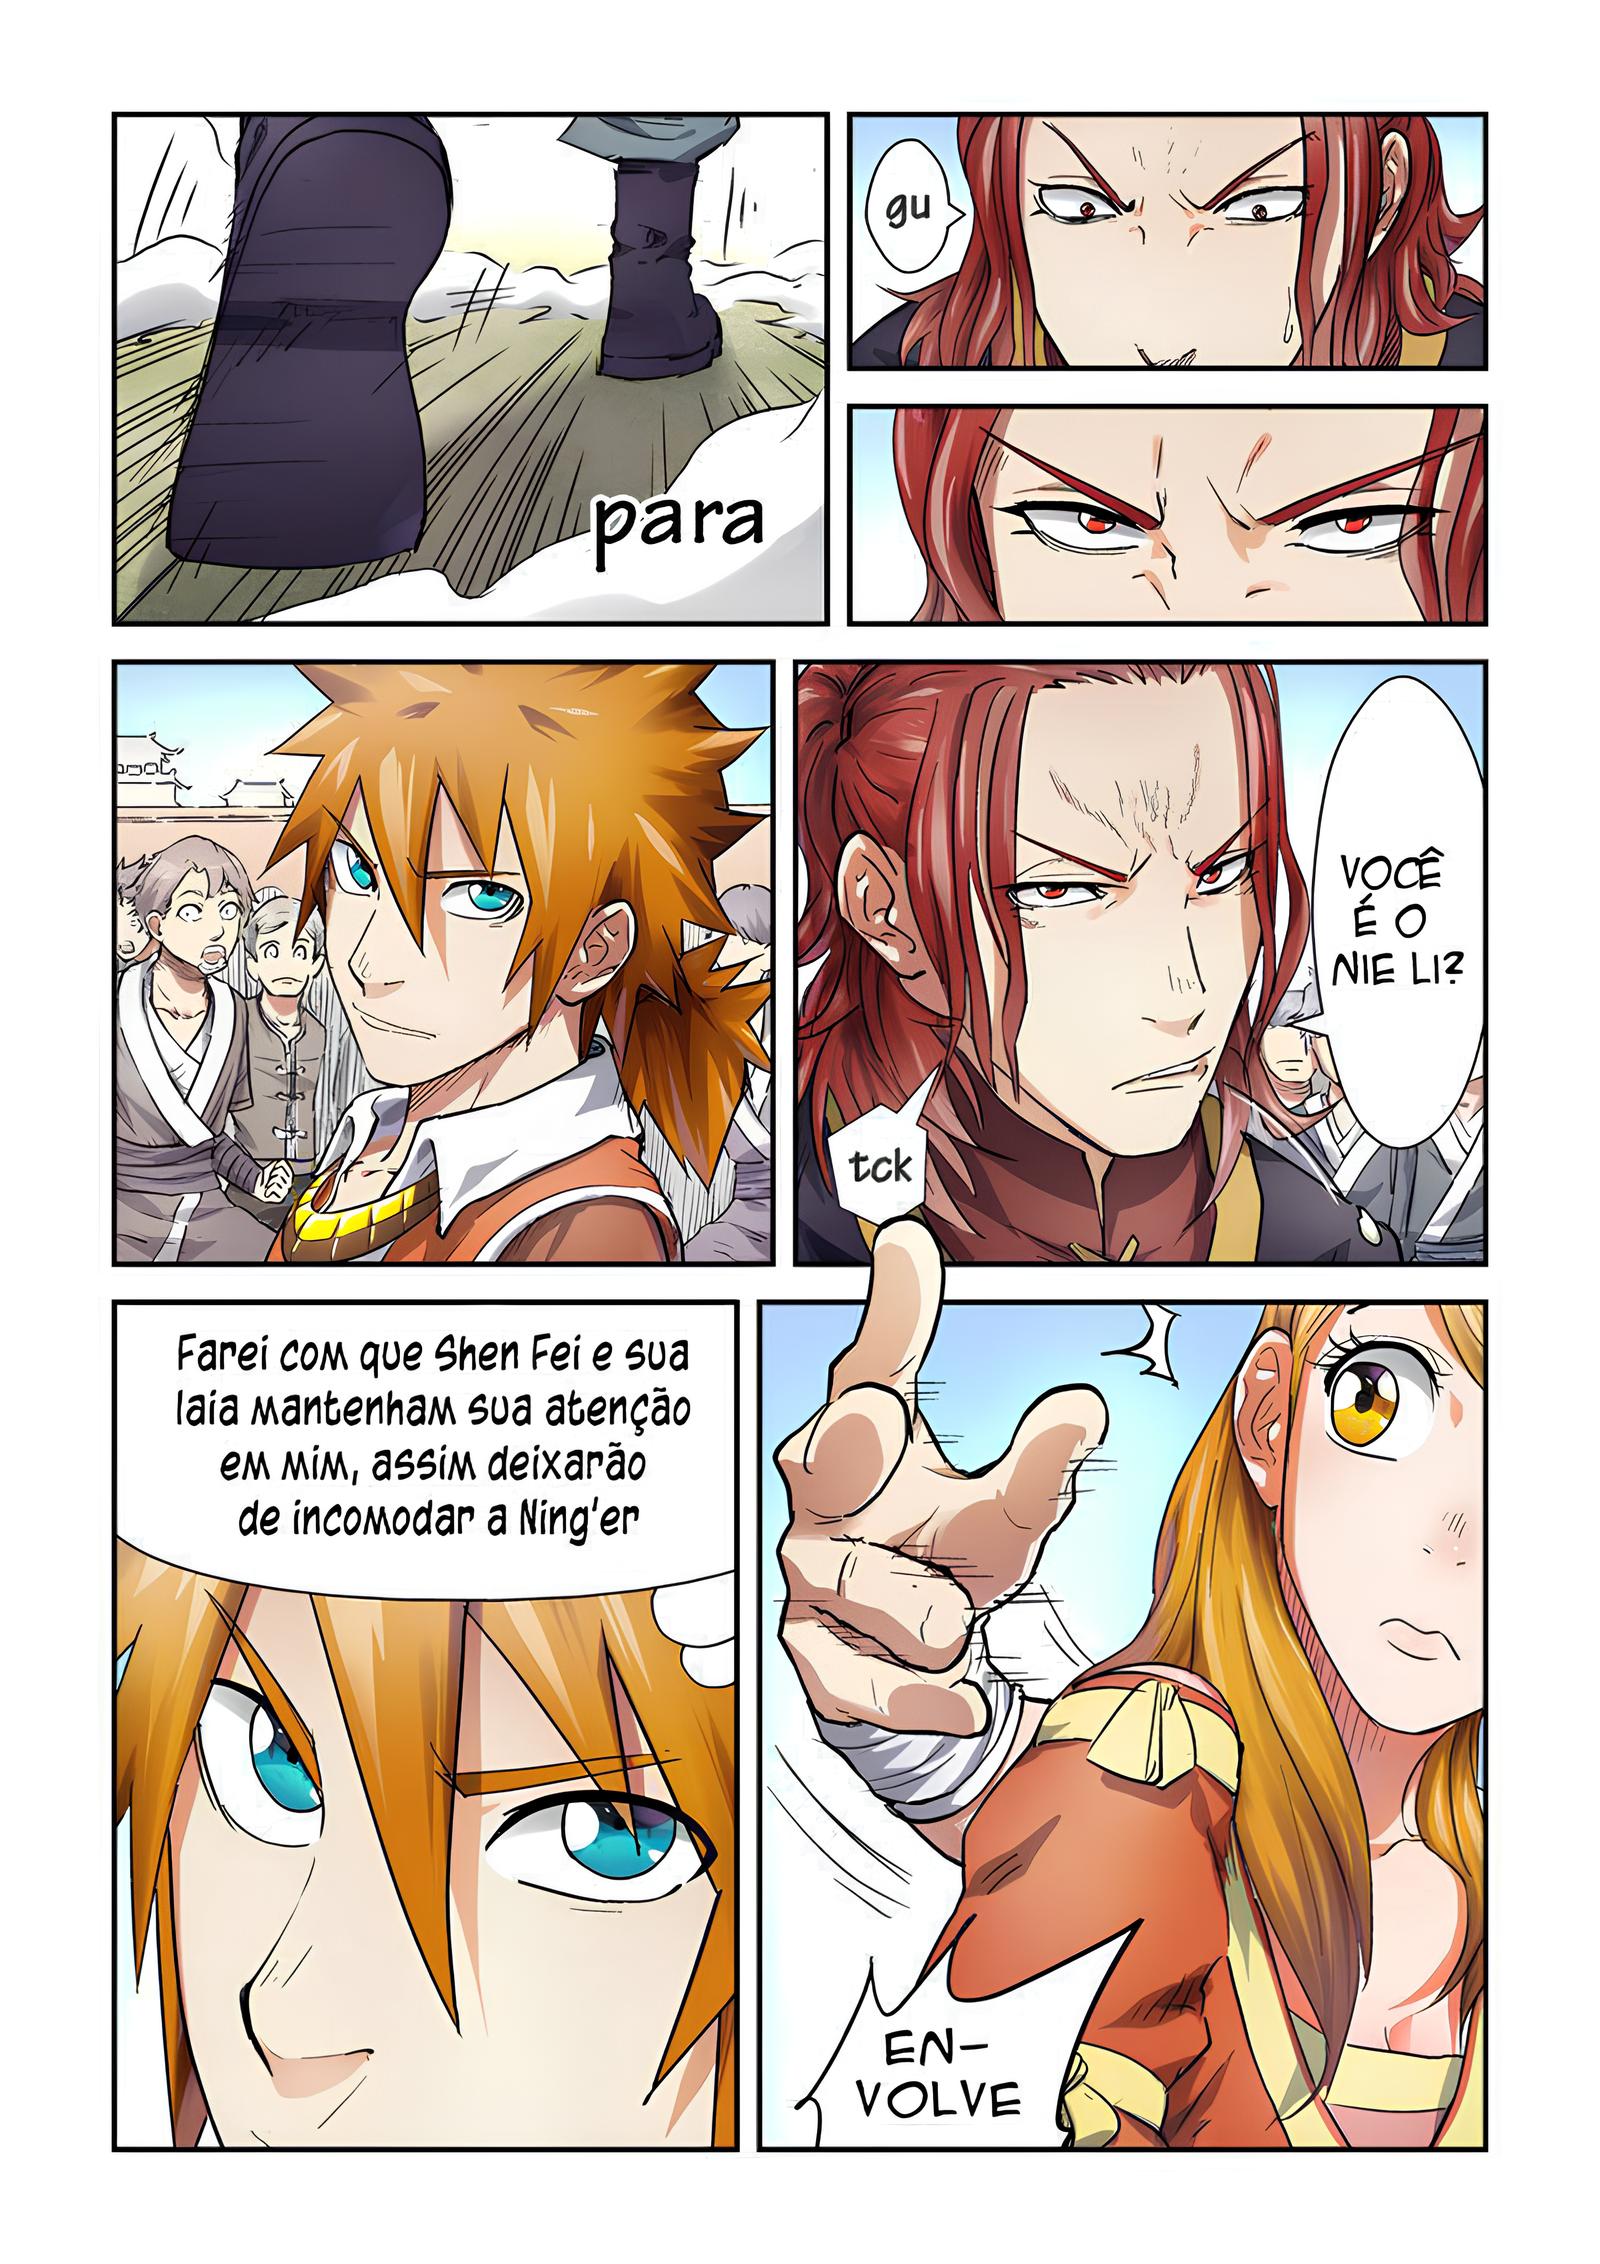 para
gu
VOCÊ
É O
NIE LI?
tck
Farei com que Shen Fei e sua
laia mantenham sua atenção
em mim, assim deixarão
de incomodar a Ning'er
EN-
VOLVE